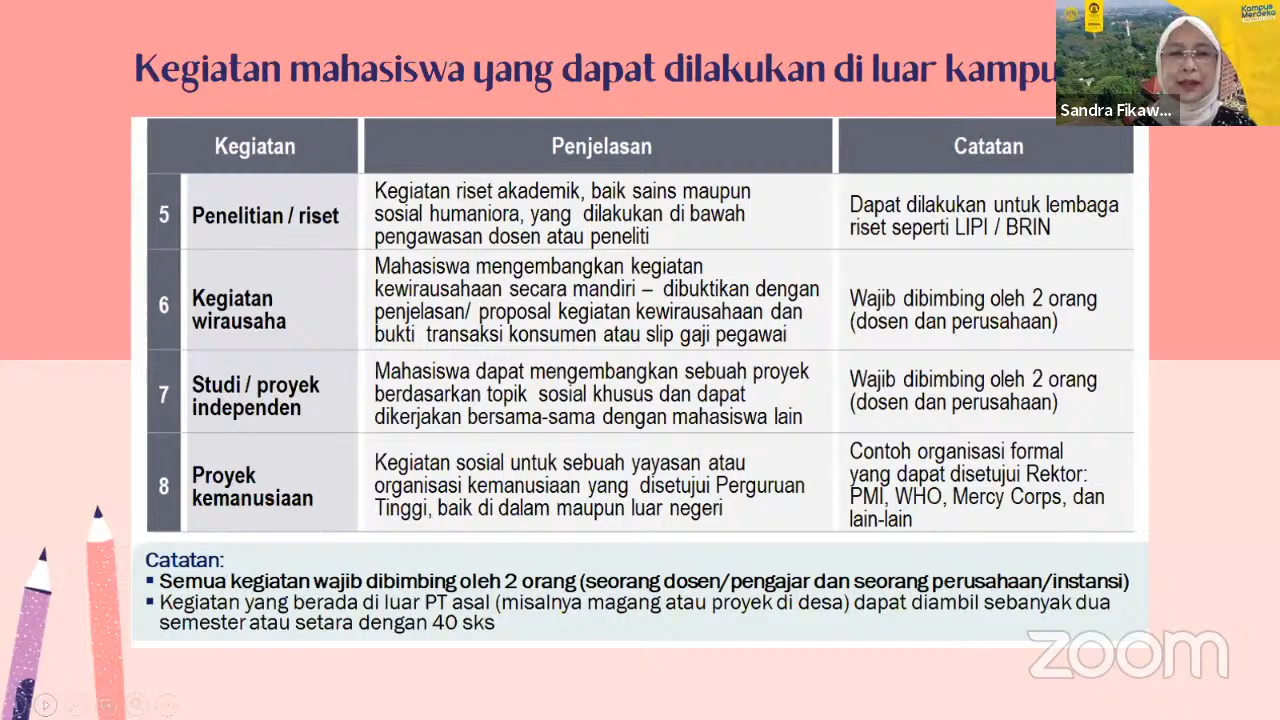 Kegiatan mahasiswa yang dapat dilakukan di luar kampu
Kampus
Merdeka
Sandra Fikaw...
Kegiatan
Penjelasan
Catatan
5
Penelitian / riset
Kegiatan riset akademik, baik sains maupun
sosial humaniora, yang dilakukan di bawah
pengawasan dosen atau peneliti
Dapat dilakukan untuk lembaga
riset seperti LIPI / BRIN
6
Kegiatan
wirausaha
Mahasiswa mengembangkan kegiatan
kewirausahaan secara mandiri – dibuktikan dengan
penjelasan/ proposal kegiatan kewirausahaan dan
bukti transaksi konsumen atau slip gaji pegawai
Wajib dibimbing oleh 2 orang
(dosen dan perusahaan)
7
Studi / proyek
independen
Mahasiswa dapat mengembangkan sebuah proyek
berdasarkan topik sosial khusus dan dapat
dikerjakan bersama-sama dengan mahasiswa lain
Wajib dibimbing oleh 2 orang
(dosen dan perusahaan)
8
Proyek
kemanusiaan
Kegiatan sosial untuk sebuah yayasan atau
organisasi kemanusiaan yang disetujui Perguruan
Tinggi, baik di dalam maupun luar negeri
Contoh organisasi formal
yang dapat disetujui Rektor:
PMI, WHO, Mercy Corps, dan
lain-lain
Catatan:
▪ Semua kegiatan wajib dibimbing oleh 2 orang (seorang dosen/pengajar dan seorang perusahaan/instansi)
▪ Kegiatan yang berada di luar PT asal (misalnya magang atau proyek di desa) dapat diambil sebanyak dua
semester atau setara dengan 40 sks
zoom